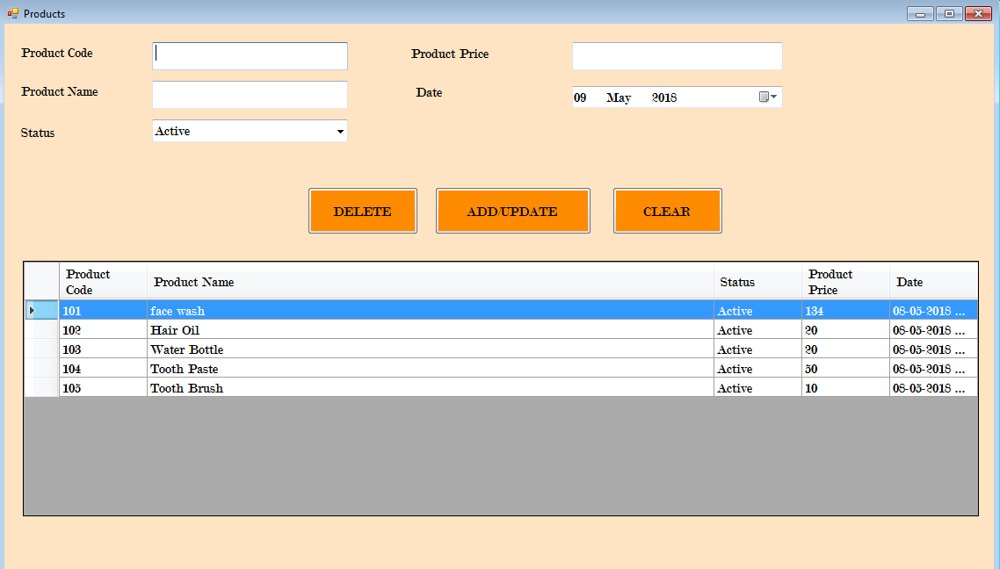 Products
Product Code
Product Price
Product Name
Date
09 May 2018
Status
Active
DELETE
ADD/UPDATE
CLEAR
Product Code
Product Name
Status
Product Price
Date
101 face wash Active 134 08-05-2018 ...
102 Hair Oil Active 20 08-05-2018 ...
103 Water Bottle Active 20 08-05-2018 ...
104 Tooth Paste Active 50 08-05-2018 ...
105 Tooth Brush Active 10 08-05-2018 ...